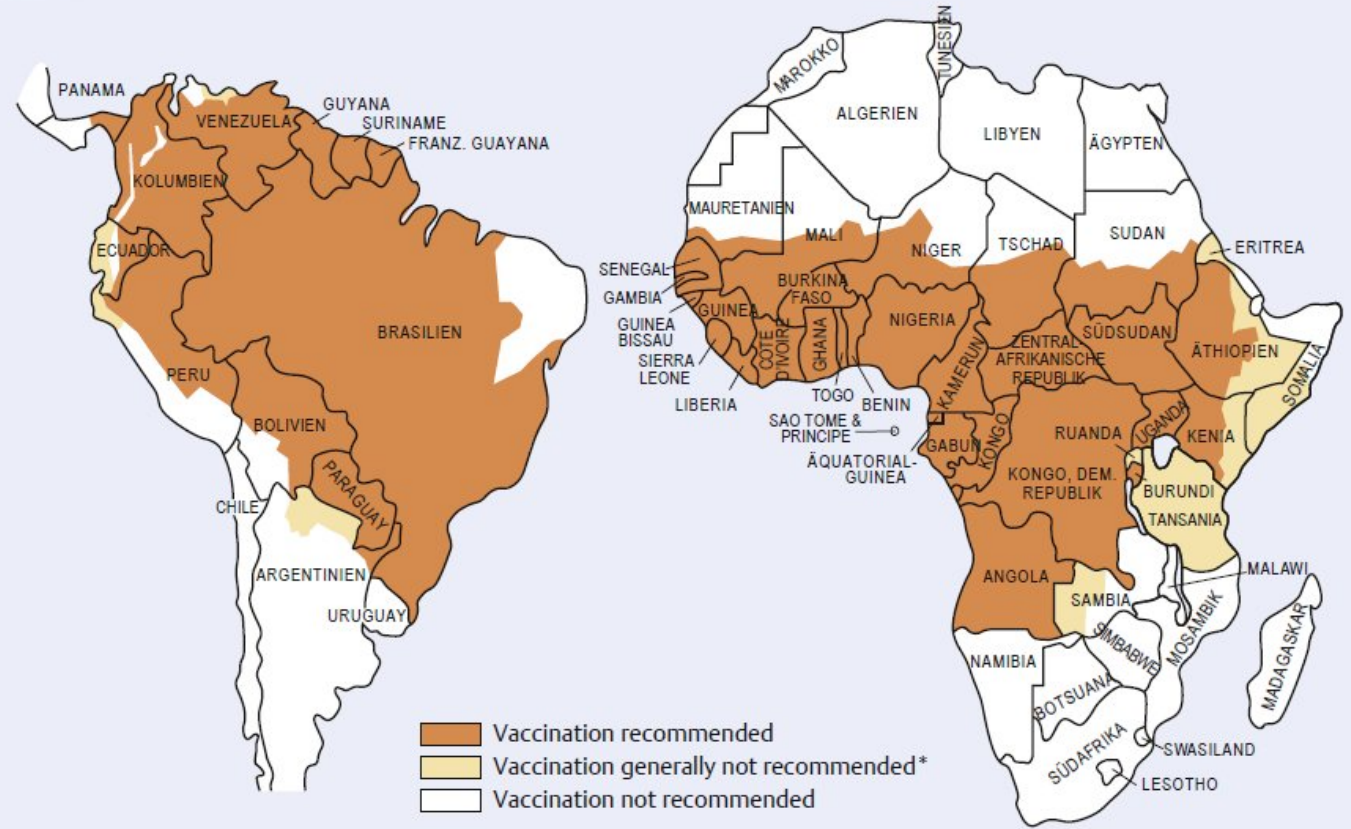 PANAMA
VENEZUELA
GUYANA
SURINAME
FRANZ. GUAYANA
KOLUMBIEN
ECUADOR
BRASILIEN
PERU
BOLIVIEN
PARAGUAY
CHILE
ARGENTINIEN
URUGUAY
MAROKKO
TUNESIEN
ALGERIEN
LIBYEN
ÄGYPTEN
MAURETANIEN
MALI
NIGER
TSCHAD
SUDAN
ERITREA
SENEGAL
GAMBIA
GUINEA
BISSAU
GUINEA
SIERRA
LEONE
LIBERIA
COTE
D'IVOIRE
BURKINA
FASO
GHANA
TOGO
BENIN
NIGERIA
KAMERUN
ZENTRAL-
AFRIKANISCHE
REPUBLIK
SÜDSUDAN
ÄTHIOPIEN
SOMALIA
SAO TOME &
PRINCIPE
ÄQUATORIAL-
GUINEA
GABUN
KONGO
KONGO, DEM.
REPUBLIK
RUANDA
UGANDA
KENIA
BURUNDI
TANSANIA
ANGOLA
SAMBIA
MALAWI
MOSAMBIK
SIMBABWE
NAMIBIA
BOTSUANA
MADAGASKAR
SÜDAFRIKA
SWASILAND
LESOTHO
Vaccination recommended
Vaccination generally not recommended*
Vaccination not recommended